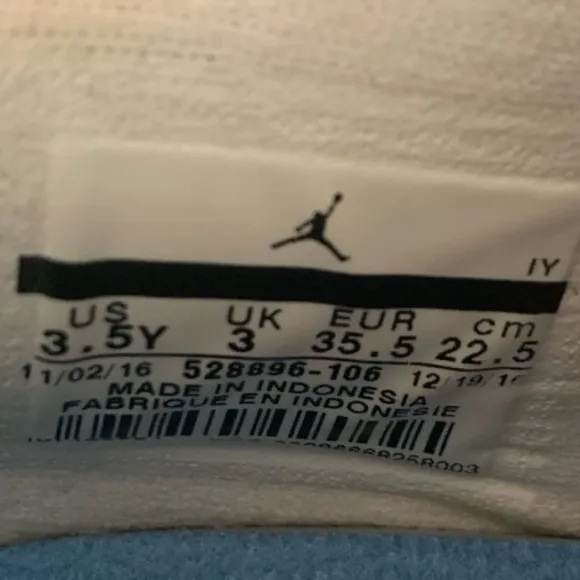 IY
US UK EUR cm
3.5Y 3 35.5 22.5
11/02/16 528896-106 12/19/16
MADE IN INDONESIA
FABRIQUE EN INDONESIE